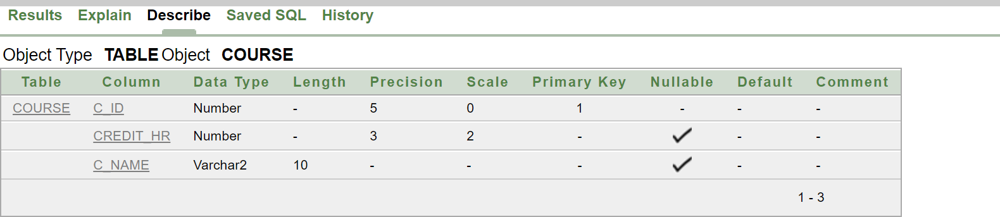 Results Explain Describe Saved SQL History
Object Type TABLE Object COURSE
Table Column Data Type Length Precision Scale Primary Key Nullable Default Comment
COURSE C_ID Number - 5 0 1 - - -
CREDIT_HR Number - 3 2 - ✓ - -
C_NAME Varchar2 10 - - - ✓ - -
1 - 3